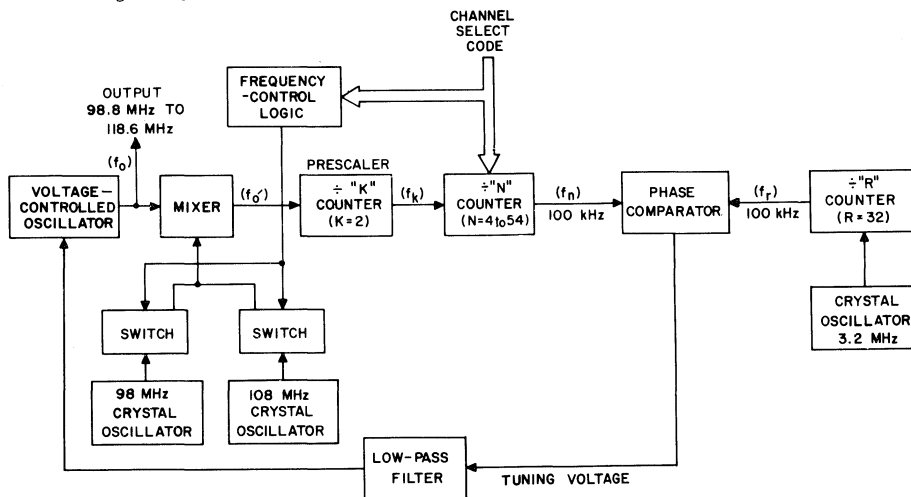 CHANNEL
SELECT
CODE
FREQUENCY
-CONTROL
LOGIC
OUTPUT
98.8 MHz TO
118.6 MHz
(fo)
VOLTAGE-
CONTROLLED
OSCILLATOR
MIXER
(fo')
PRESCALER
÷ "K"
COUNTER
(K=2)
(fk)
÷"N"
COUNTER
(N=4 to 54)
(fn)
100 kHz
PHASE
COMPARATOR
(fr)
100 kHz
÷"R"
COUNTER
(R=32)
SWITCH
SWITCH
CRYSTAL
OSCILLATOR
3.2 MHz
98 MHz
CRYSTAL
OSCILLATOR
108 MHz
CRYSTAL
OSCILLATOR
LOW-PASS
FILTER
TUNING VOLTAGE